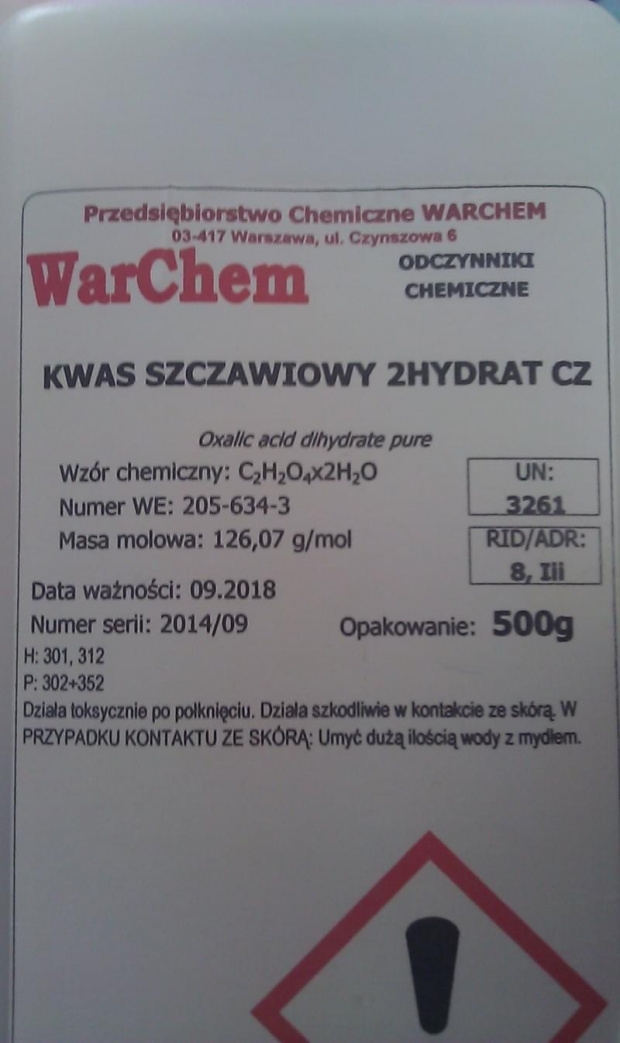 Przedsiębiorstwo Chemiczne WARCHEM
03-417 Warszawa, ul. Czynszowa 6
WarChem
ODCZYNNIKI
CHEMICZNE
KWAS SZCZAWIOWY 2HYDRAT CZ
Oxalic acid dihydrate pure
Wzór chemiczny: C₂H₂O₄x2H₂O
Numer WE: 205-634-3
Masa molowa: 126,07 g/mol
UN:
3261
RID/ADR:
8, Iii
Data ważności: 09.2018
Numer serii: 2014/09
Opakowanie: 500g
H: 301, 312
P: 302+352
Działa toksycznie po połknięciu. Działa szkodliwie w kontakcie ze skórą. W
PRZYPADKU KONTAKTU ZE SKÓRĄ: Umyć dużą ilością wody z mydłem.